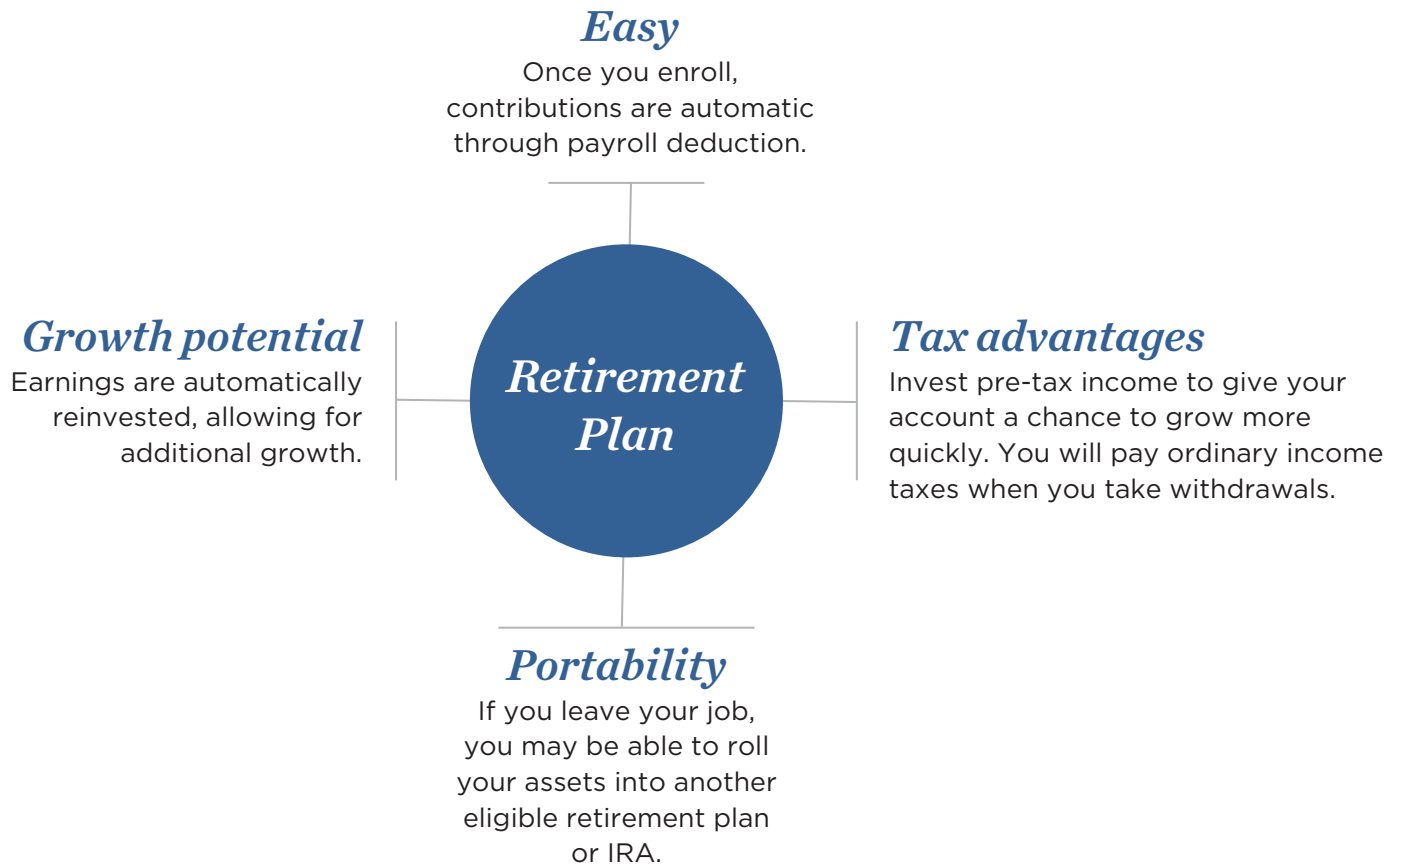 Easy
Once you enroll,
contributions are automatic
through payroll deduction.
Growth potential
Earnings are automatically
reinvested, allowing for
additional growth.
Retirement
Plan
Tax advantages
Invest pre-tax income to give your
account a chance to grow more
quickly. You will pay ordinary income
taxes when you take withdrawals.
Portability
If you leave your job,
you may be able to roll
your assets into another
eligible retirement plan
or IRA.